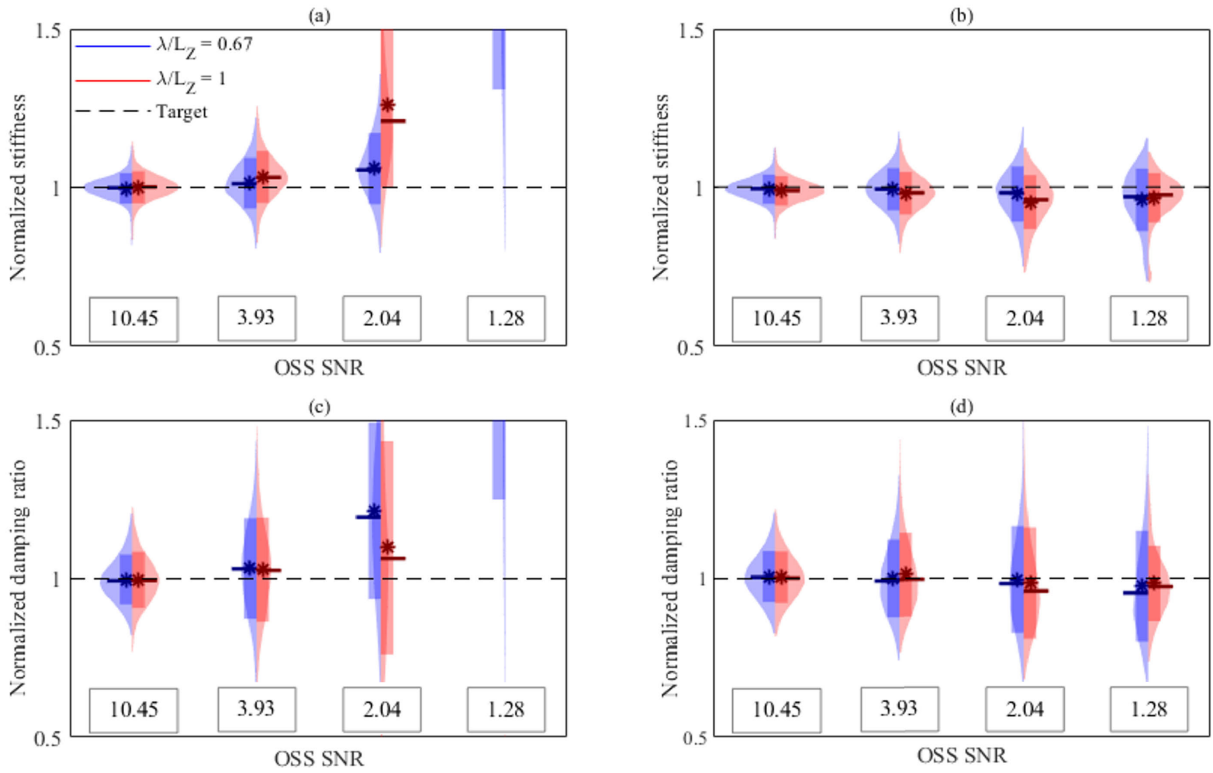 (a)
1.5
λ/L_Z = 0.67
λ/L_Z = 1
Target
Normalized stiffness
1
10.45 3.93 2.04 1.28
0.5
OSS SNR
(b)
1.5
Normalized stiffness
1
10.45 3.93 2.04 1.28
0.5
OSS SNR
(c)
1.5
Normalized damping ratio
1
10.45 3.93 2.04 1.28
0.5
OSS SNR
(d)
1.5
Normalized damping ratio
1
10.45 3.93 2.04 1.28
0.5
OSS SNR